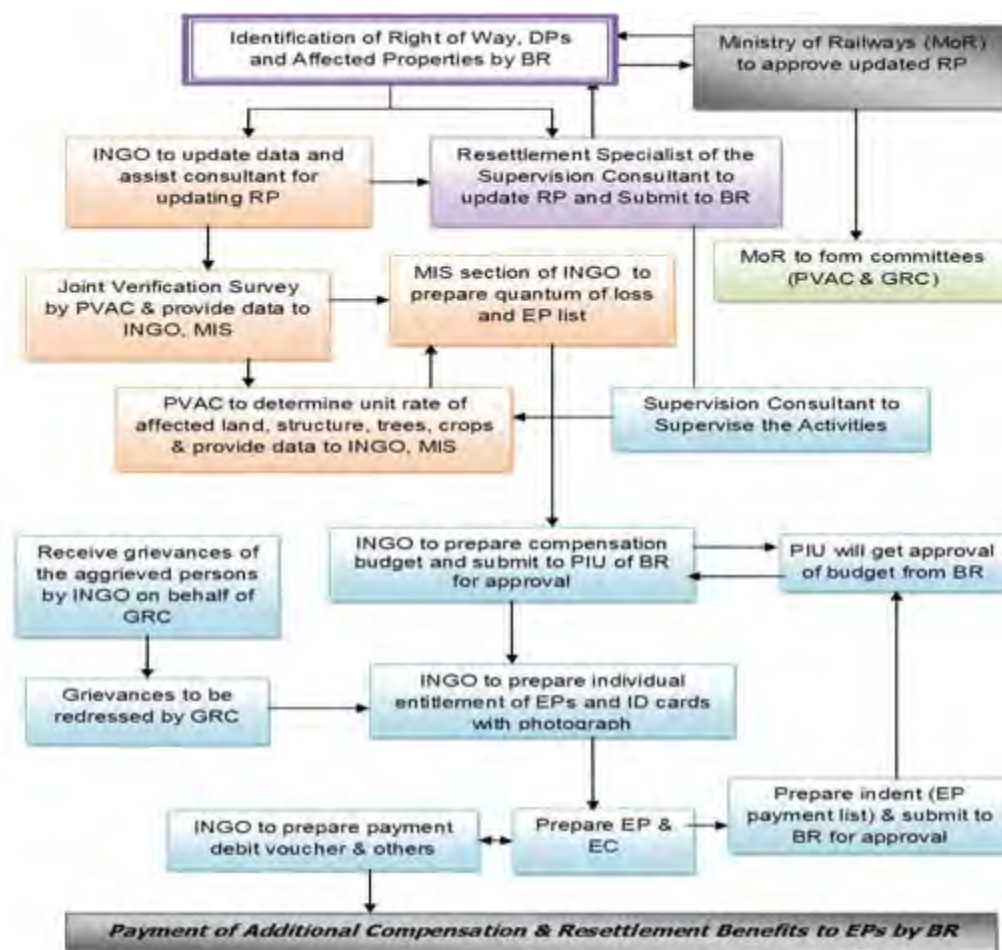 Identification of Right of Way, DPs
and Affected Properties by BR
Ministry of Railways (MoR)
to approve updated RP
INGO to update data and
assist consultant for
updating RP
Resettlement Specialist of the
Supervision Consultant to
update RP and Submit to BR
MoR to form committees
(PVAC & GRC)
Joint Verification Survey
by PVAC & provide data to
INGO, MIS
MIS section of INGO to
prepare quantum of loss
and EP list
PVAC to determine unit rate of
affected land, structure, trees, crops
& provide data to INGO, MIS
Supervision Consultant to
Supervise the Activities
Receive grievances of
the aggrieved persons
by INGO on behalf of
GRC
INGO to prepare compensation
budget and submit to PIU of BR
for approval
PIU will get approval
of budget from BR
Grievances to be
redressed by GRC
INGO to prepare individual
entitlement of EPs and ID cards
with photograph
INGO to prepare payment
debit voucher & others
Prepare EP &
EC
Prepare indent (EP
payment list) & submit to
BR for approval
Payment of Additional Compensation & Resettlement Benefits to EPs by BR